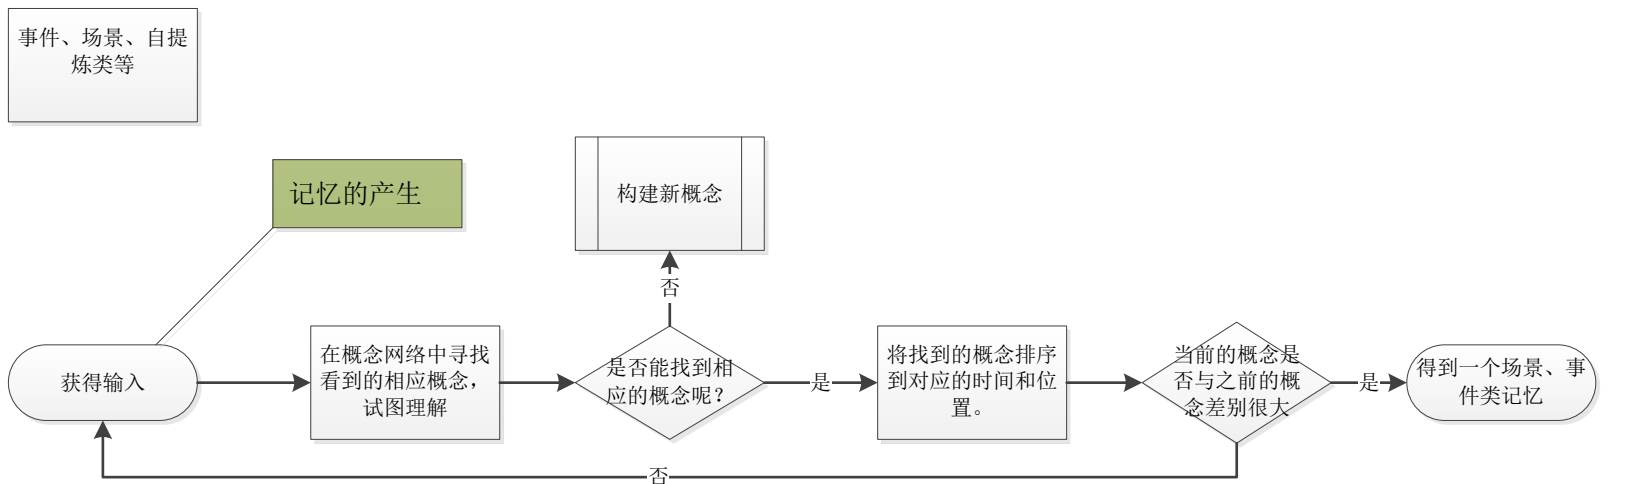 事件、场景、自提
炼类等
记忆的产生
构建新概念
否
获得输入
在概念网络中寻找
看到的相应概念，
试图理解
是否能找到相
应的概念呢？
是
将找到的概念排序
到对应的时间和位
置。
当前的概念是
否与之前的概
念差别很大
是
得到一个场景、事
件类记忆
否